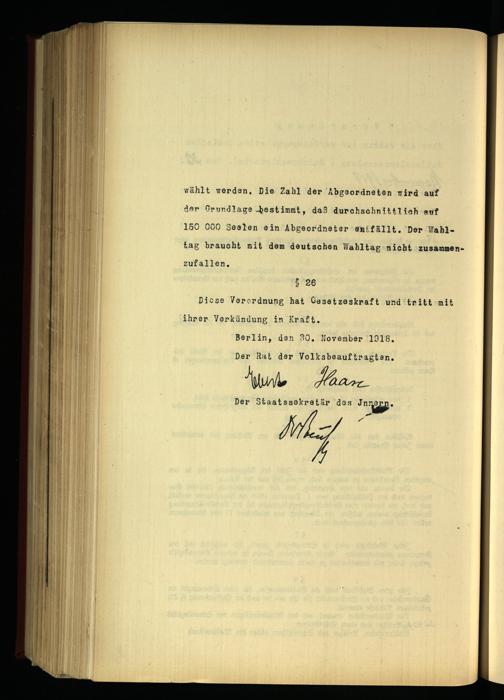 wählt werden. Die Zahl der Abgeordneten wird auf
der Grundlage bestimmt, daß durchschnittlich auf
150 000 Seelen ein Abgeordneter entfällt. Der Wahl-
tag braucht mit dem deutschen Wahltag nicht zusammen-
zufallen.
§ 26
Diese Verordnung hat Gesetzeskraft und tritt mit
ihrer Verkündung in Kraft.
Berlin, den 30. November 1918.
Der Rat der Volksbeauftragten.
Ebert Haase
Der Staatssekretär des Jnnern.